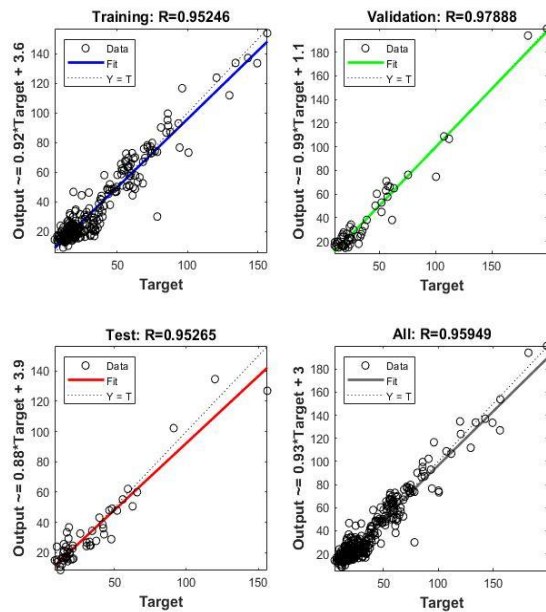 Training: R=0.95246
Output ~= 0.92*Target + 3.6
140
120
100
80
60
40
20
Data
Fit
Y = T
50
100
150
Target
Validation: R=0.97888
Output ~= 0.99*Target + 1.1
200
180
160
140
120
100
80
60
40
20
Data
Fit
Y = T
50
100
150
Target
Test: R=0.95265
Output ~= 0.88*Target + 3.9
140
120
100
80
60
40
20
Data
Fit
Y = T
50
100
150
Target
All: R=0.95949
Output ~= 0.93*Target + 3
200
180
160
140
120
100
80
60
40
20
Data
Fit
Y = T
50
100
150
Target